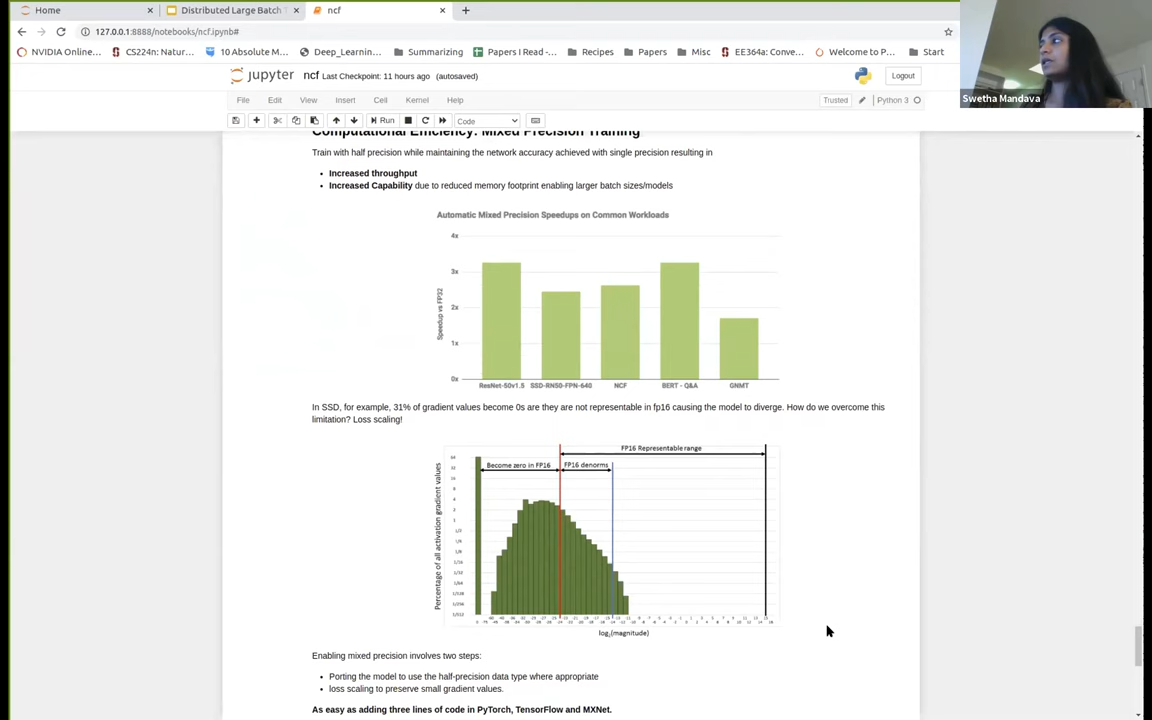 Home
Distributed Large Batch T
ncf
127.0.0.1:8888/notebooks/ncf.ipynb#
NVIDIA Online...
CS224n: Natur...
10 Absolute M...
Deep_Learnin...
Summarizing
Papers I Read -...
Recipes
Papers
Misc
EE364a: Conve...
Welcome to P...
Start
jupyter ncf Last Checkpoint: 11 hours ago (autosaved)
Logout
Swetha Mandava
File Edit View Insert Cell Kernel Help
Trusted Python 3
Run Code
Computational Efficiency: Mixed Precision Training
Train with half precision while maintaining the network accuracy achieved with single precision resulting in
• Increased throughput
• Increased Capability due to reduced memory footprint enabling larger batch sizes/models
Automatic Mixed Precision Speedups on Common Workloads
Speedup vs FP32
4x
3x
2x
1x
0x
ResNet-50v1.5 SSD-RN50-FPN-640 NCF BERT - Q&A GNMT
In SSD, for example, 31% of gradient values become 0s are they are not representable in fp16 causing the model to diverge. How do we overcome this
limitation? Loss scaling!
FP16 Representable range
Become zero in FP16
FP16 denorms
Percentage of all activation gradient values
log2(magnitude)
Enabling mixed precision involves two steps:
• Porting the model to use the half-precision data type where appropriate
• loss scaling to preserve small gradient values.
As easy as adding three lines of code in PyTorch, TensorFlow and MXNet.